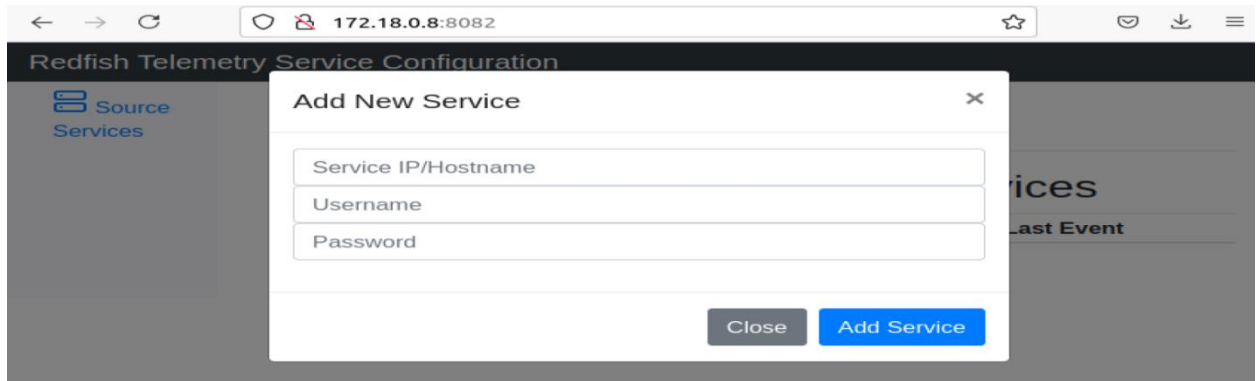 172.18.0.8:8082
Redfish Telemetry Service Configuration
Source
Services
Add New Service
×
Service IP/Hostname
Username
Password
Close Add Service
ices
Last Event